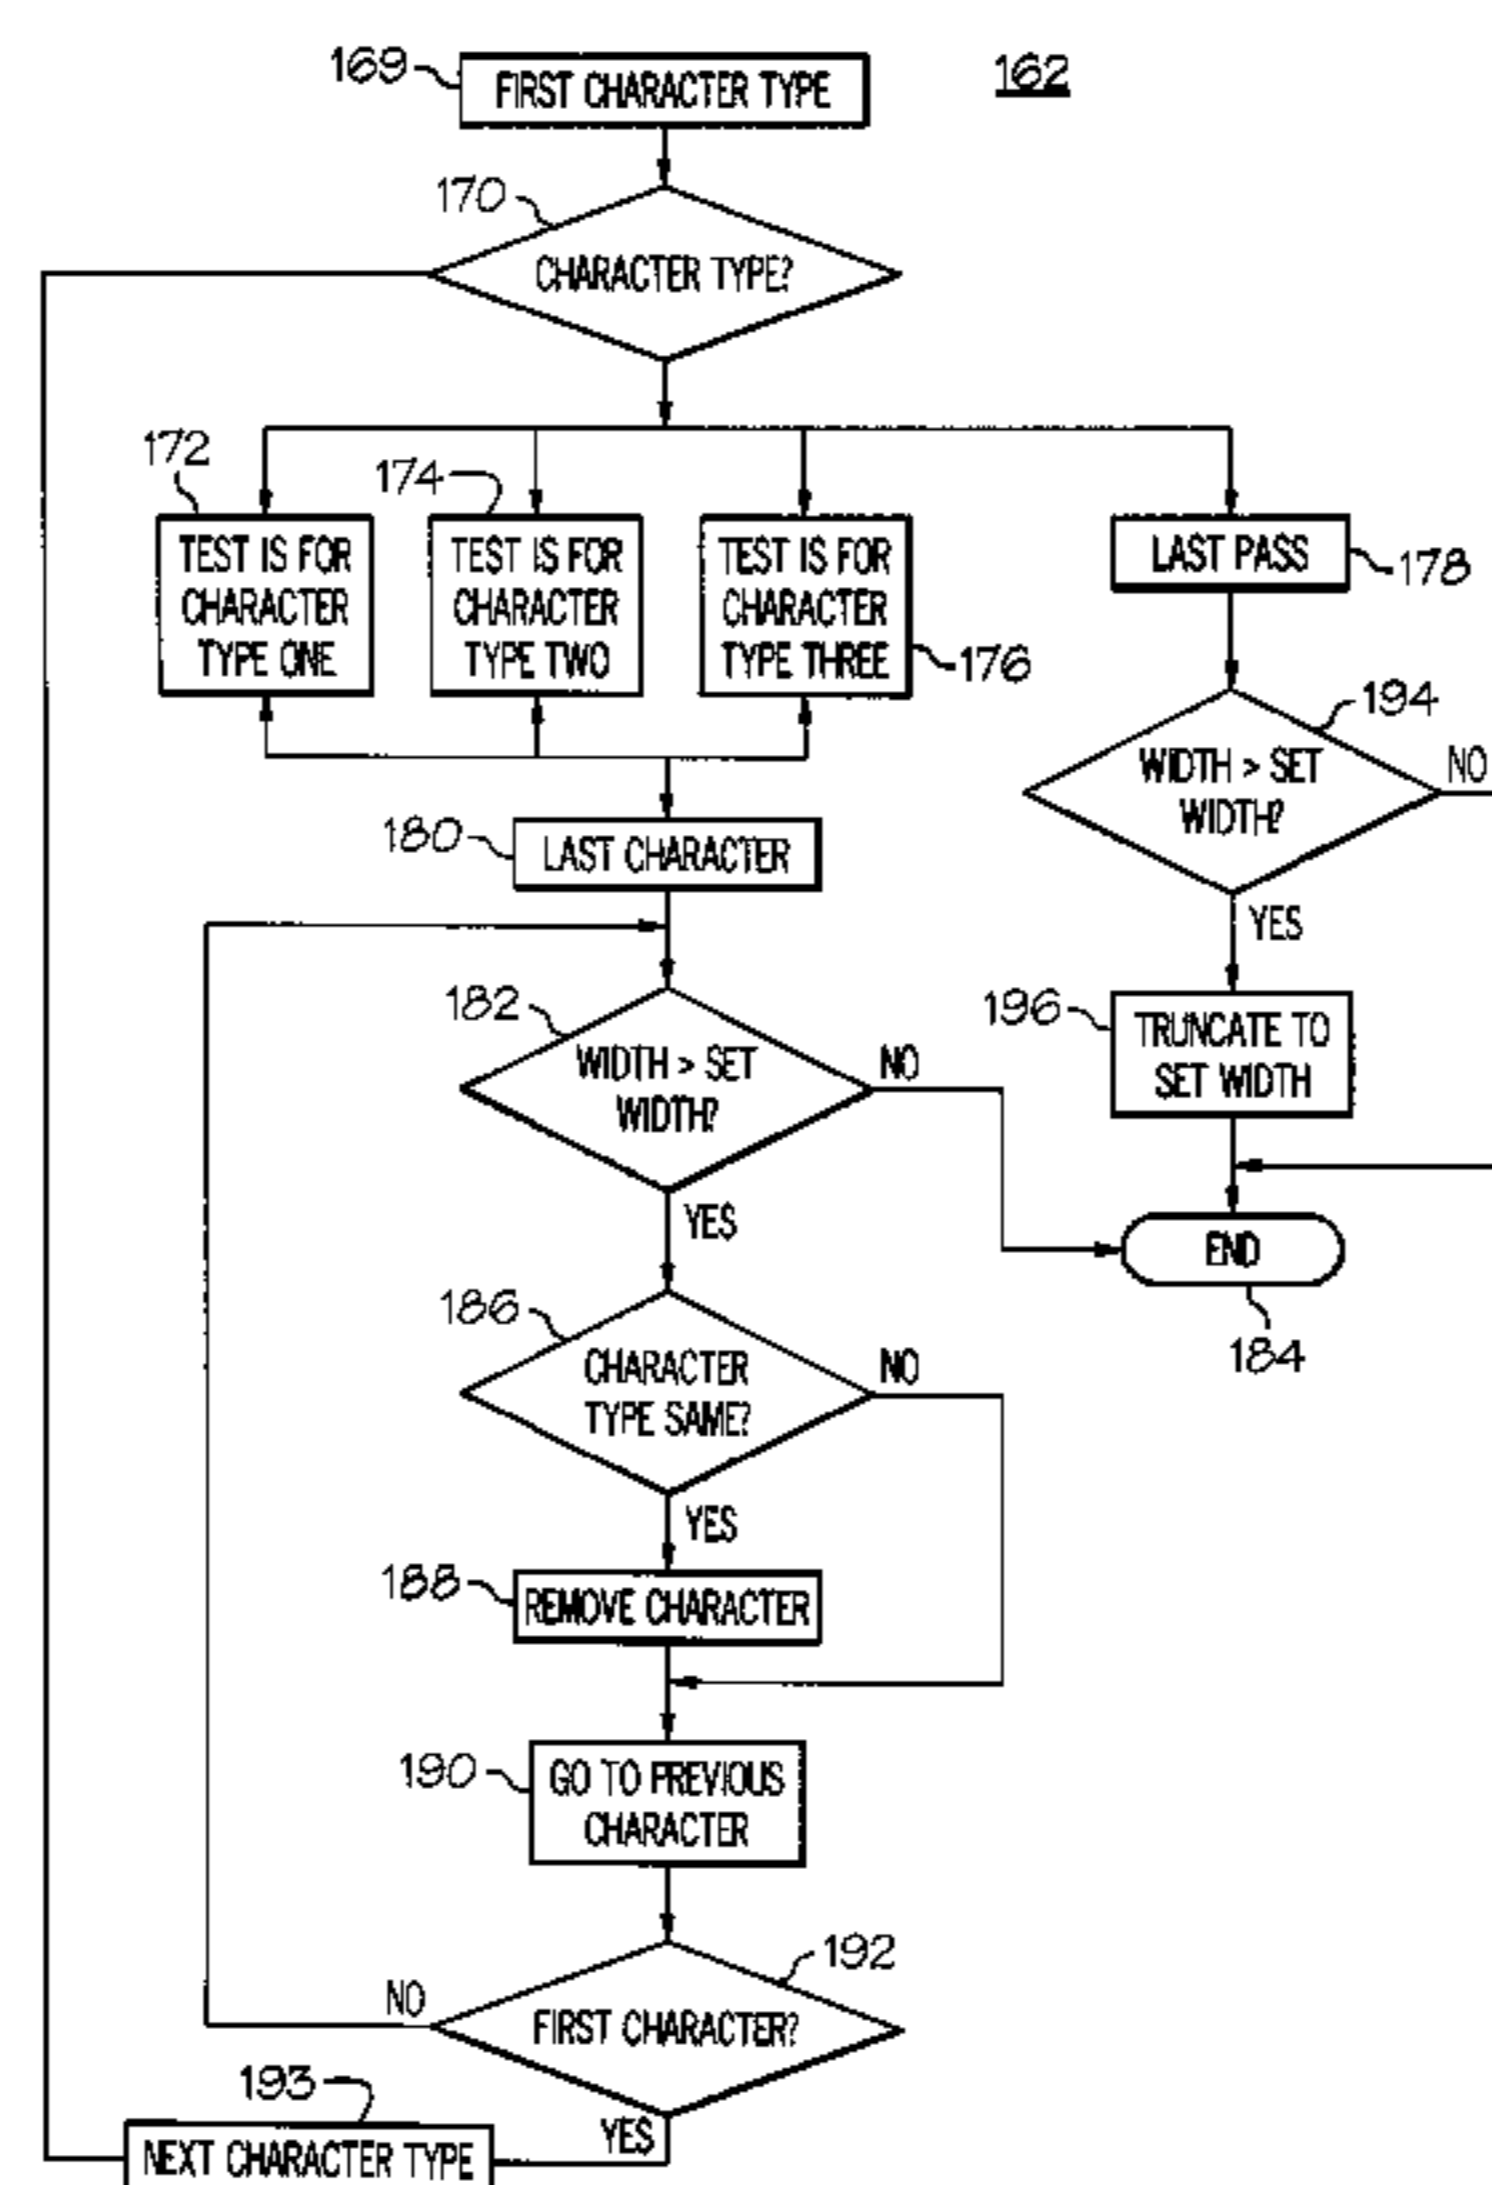 169
FIRST CHARACTER TYPE
162
170
CHARACTER TYPE?
172
TEST IS FOR
CHARACTER
TYPE ONE
174
TEST IS FOR
CHARACTER
TYPE TWO
TEST IS FOR
CHARACTER
TYPE THREE
176
LAST PASS
178
194
WIDTH > SET
WIDTH?
NO
YES
180
LAST CHARACTER
182
WIDTH > SET
WIDTH?
NO
YES
196
TRUNCATE TO
SET WIDTH
END
184
186
CHARACTER
TYPE SAME?
NO
YES
188
REMOVE CHARACTER
190
GO TO PREVIOUS
CHARACTER
192
FIRST CHARACTER?
NO
YES
193
NEXT CHARACTER TYPE